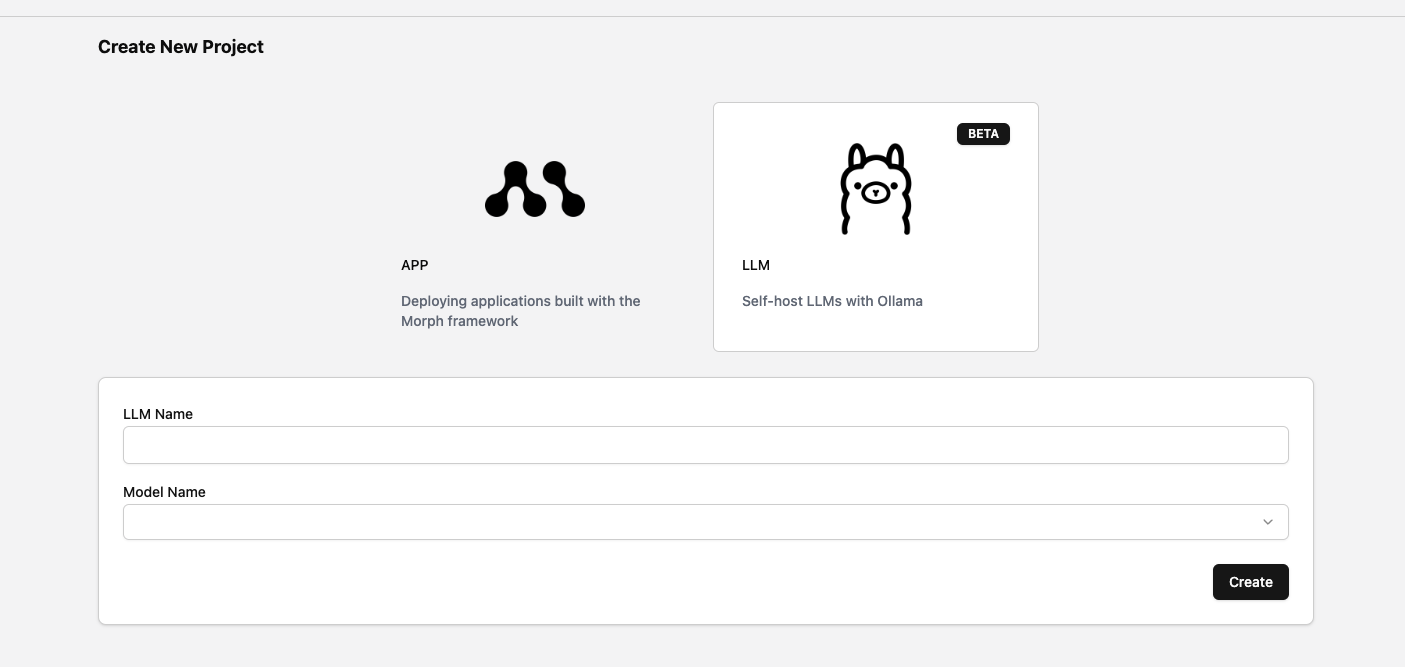 Create New Project
BETA
APP
Deploying applications built with the
Morph framework
LLM
Self-host LLMs with Ollama
LLM Name
Model Name
Create